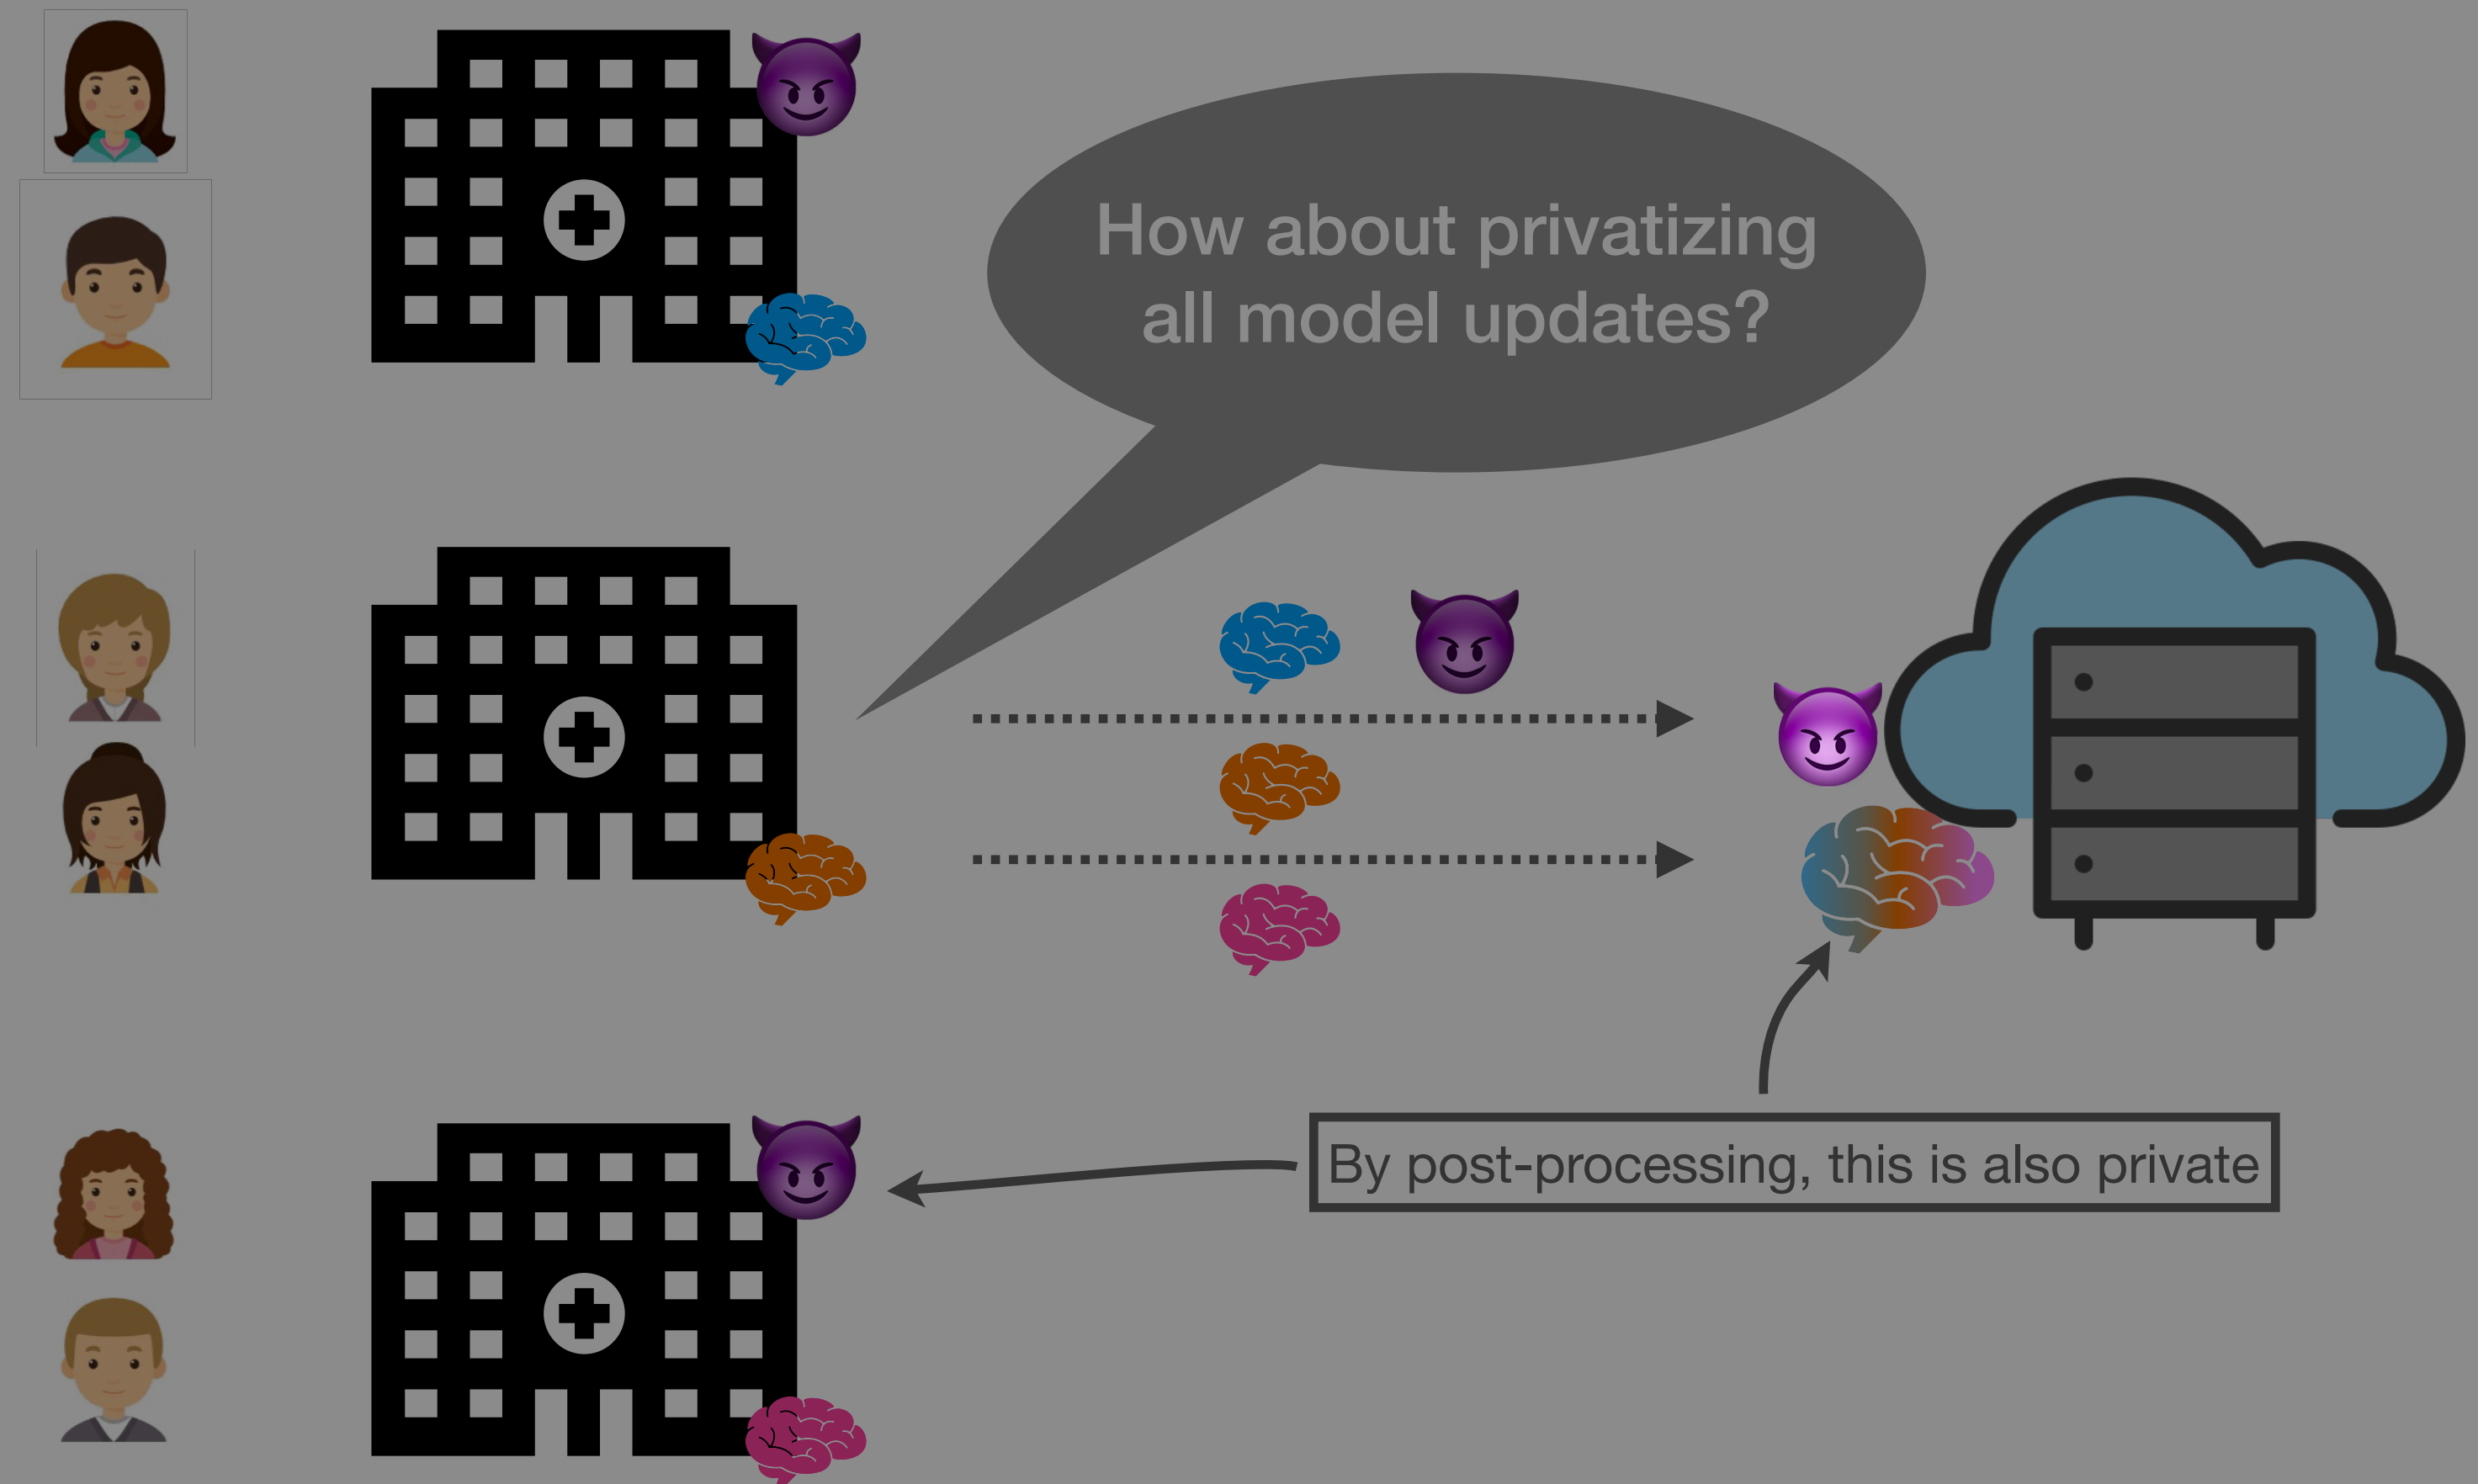 How about privatizing
all model updates?
By post-processing, this is also private